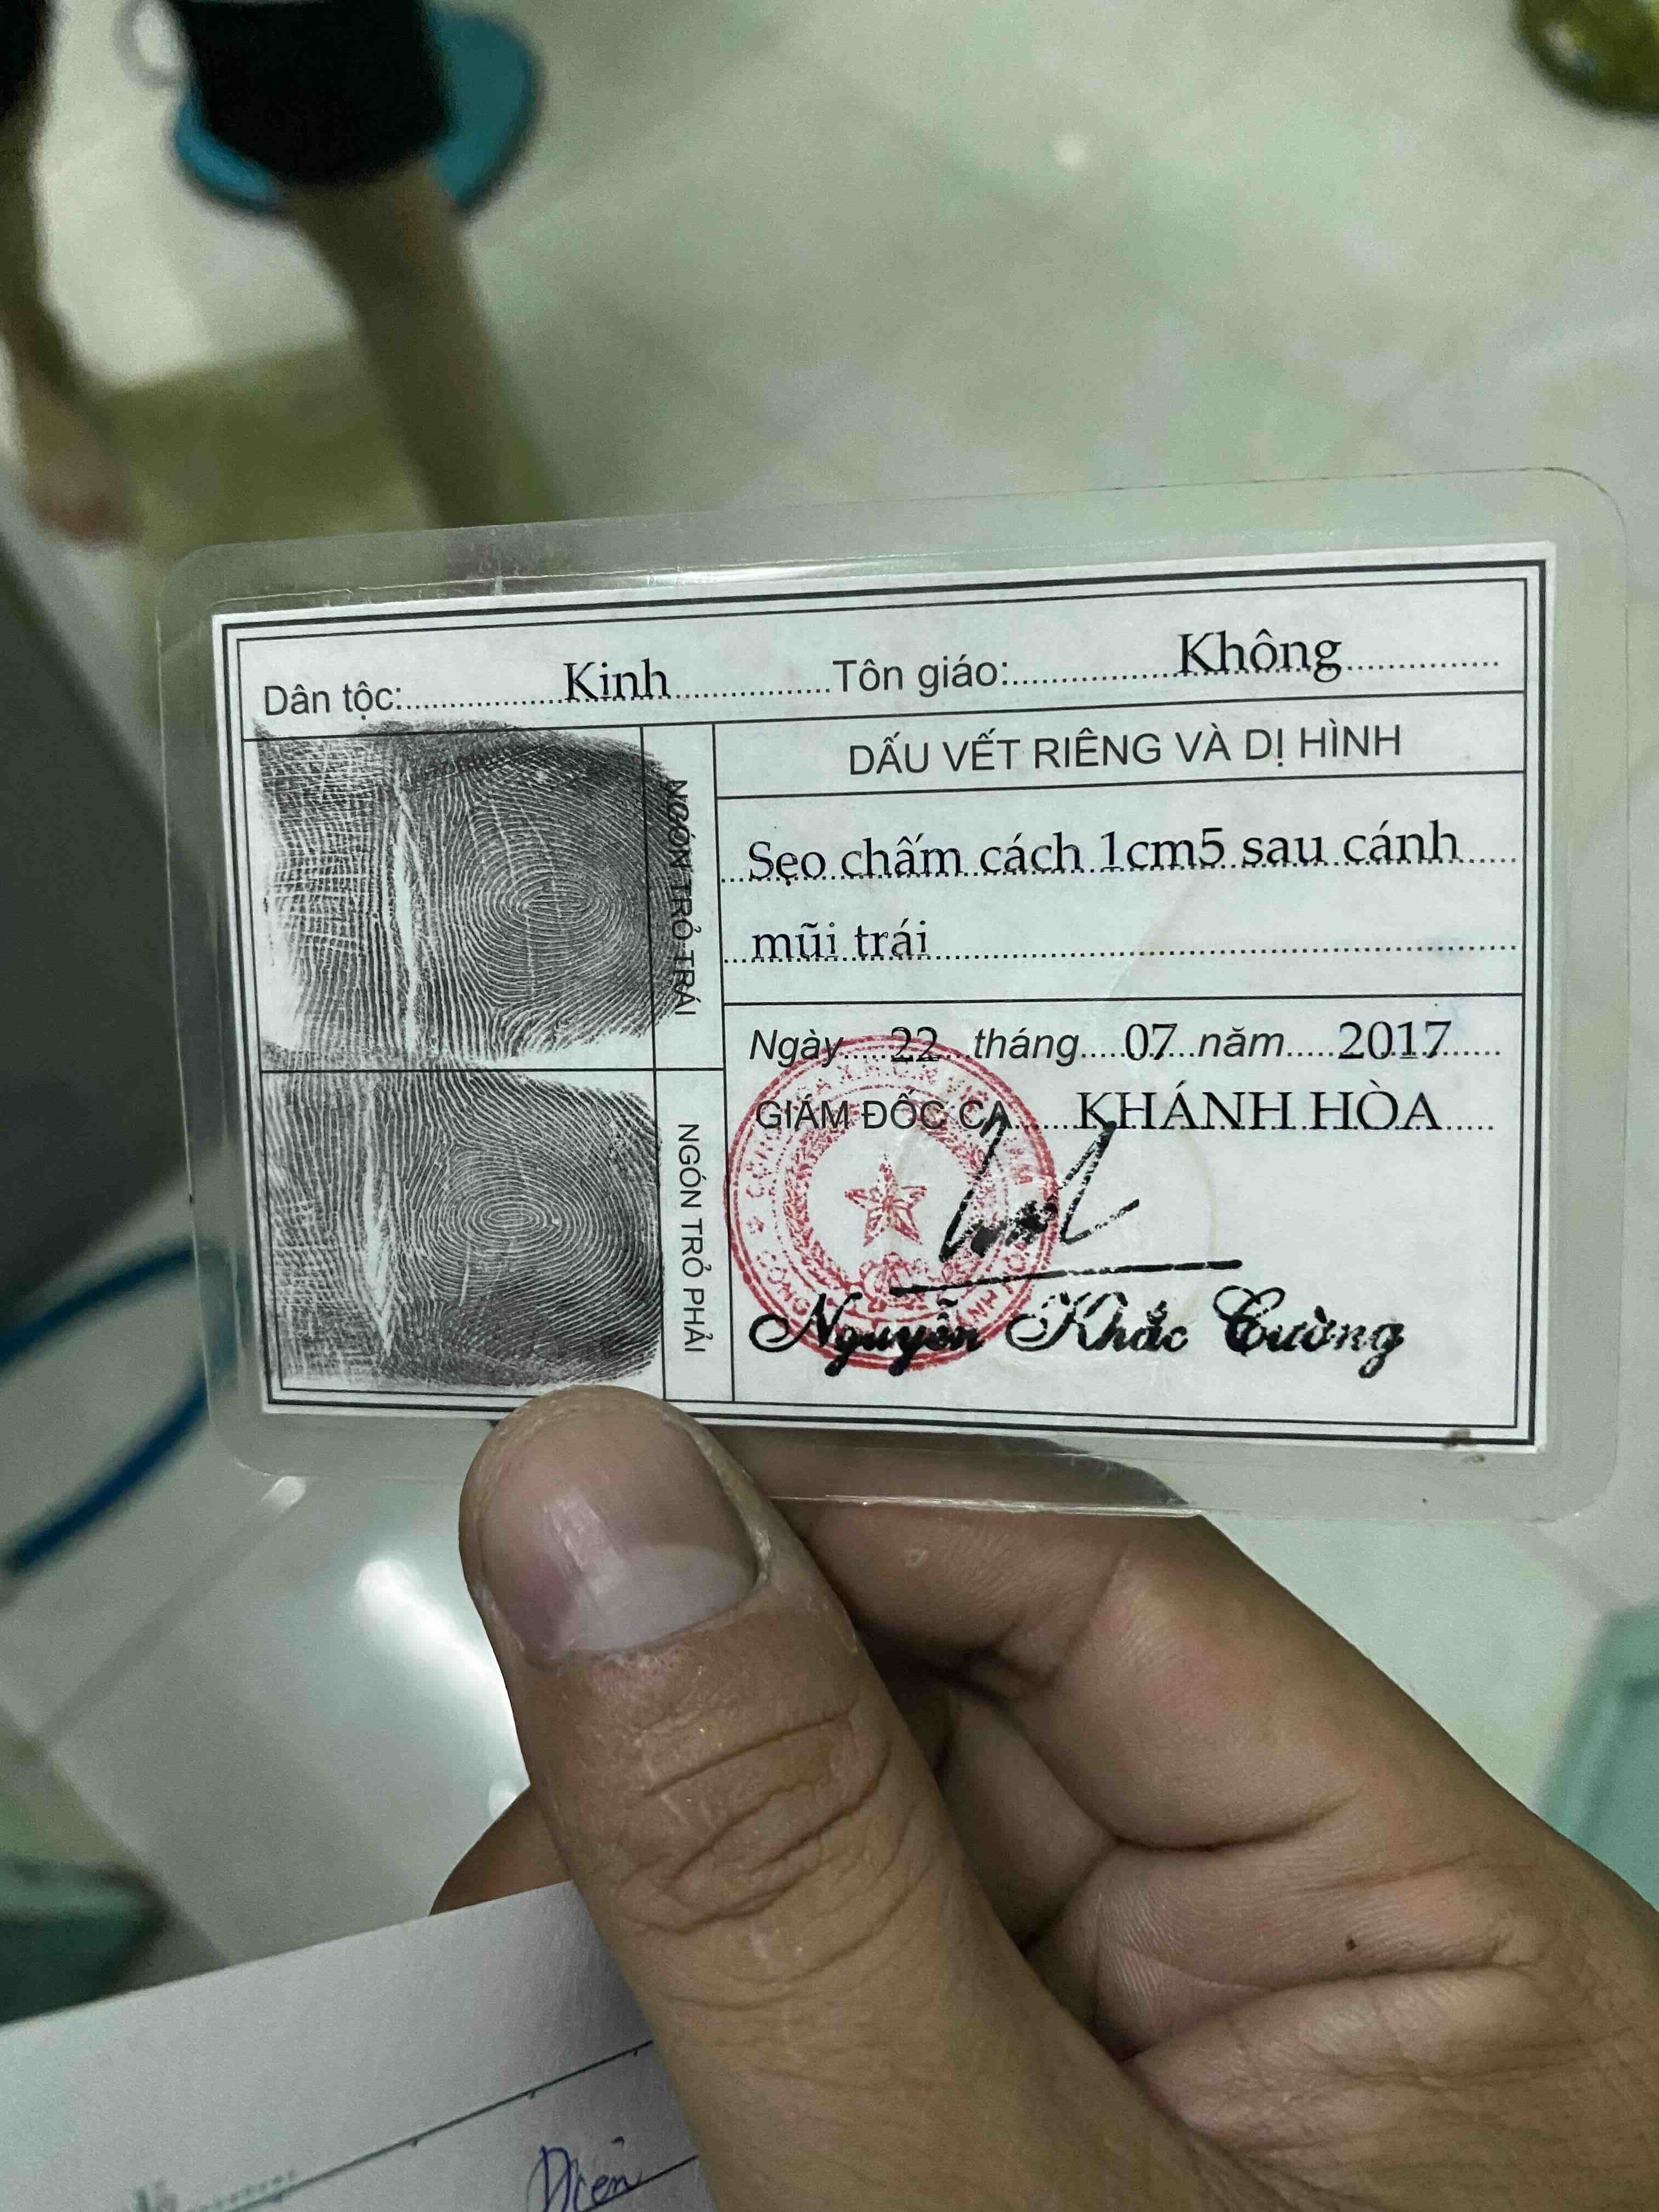 Dân tộc: Kinh Tôn giáo: Không
NGÓN TRỎ TRÁI
NGÓN TRỎ PHẢI
DẤU VẾT RIÊNG VÀ DỊ HÌNH
Sẹo chấm cách 1cm5 sau cánh
mũi trái
Ngày 22 tháng 07 năm 2017
GIÁM ĐỐC CA KHÁNH HÒA
Nguyễn Khắc Cường